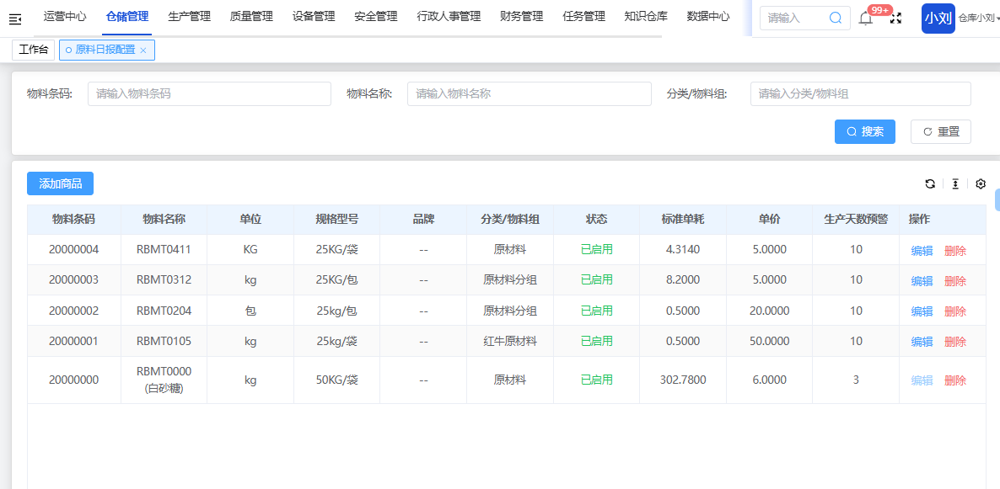 运营中心 仓储管理 生产管理 质量管理 设备管理 安全管理 行政人事管理 财务管理 任务管理 知识仓库 数据中心 请输入 99+ 小刘 仓库小刘
工作台 原料日报配置 ×
物料条码: 请输入物料条码 物料名称: 请输入物料名称 分类/物料组: 请输入分类/物料组
搜索 重置
添加商品
物料条码 物料名称 单位 规格型号 品牌 分类/物料组 状态 标准单耗 单价 生产天数预警 操作
20000004 RBMT0411 KG 25KG/袋 -- 原材料 已启用 4.3140 5.0000 10 编辑 删除
20000003 RBMT0312 kg 25KG/包 -- 原材料分组 已启用 8.2000 5.0000 10 编辑 删除
20000002 RBMT0204 包 25kg/包 -- 原材料分组 已启用 0.5000 20.0000 10 编辑 删除
20000001 RBMT0105 kg 25kg/袋 -- 红牛原材料 已启用 0.5000 50.0000 10 编辑 删除
20000000 RBMT0000 (白砂糖) kg 50KG/袋 -- 原材料 已启用 302.7800 6.0000 3 编辑 删除